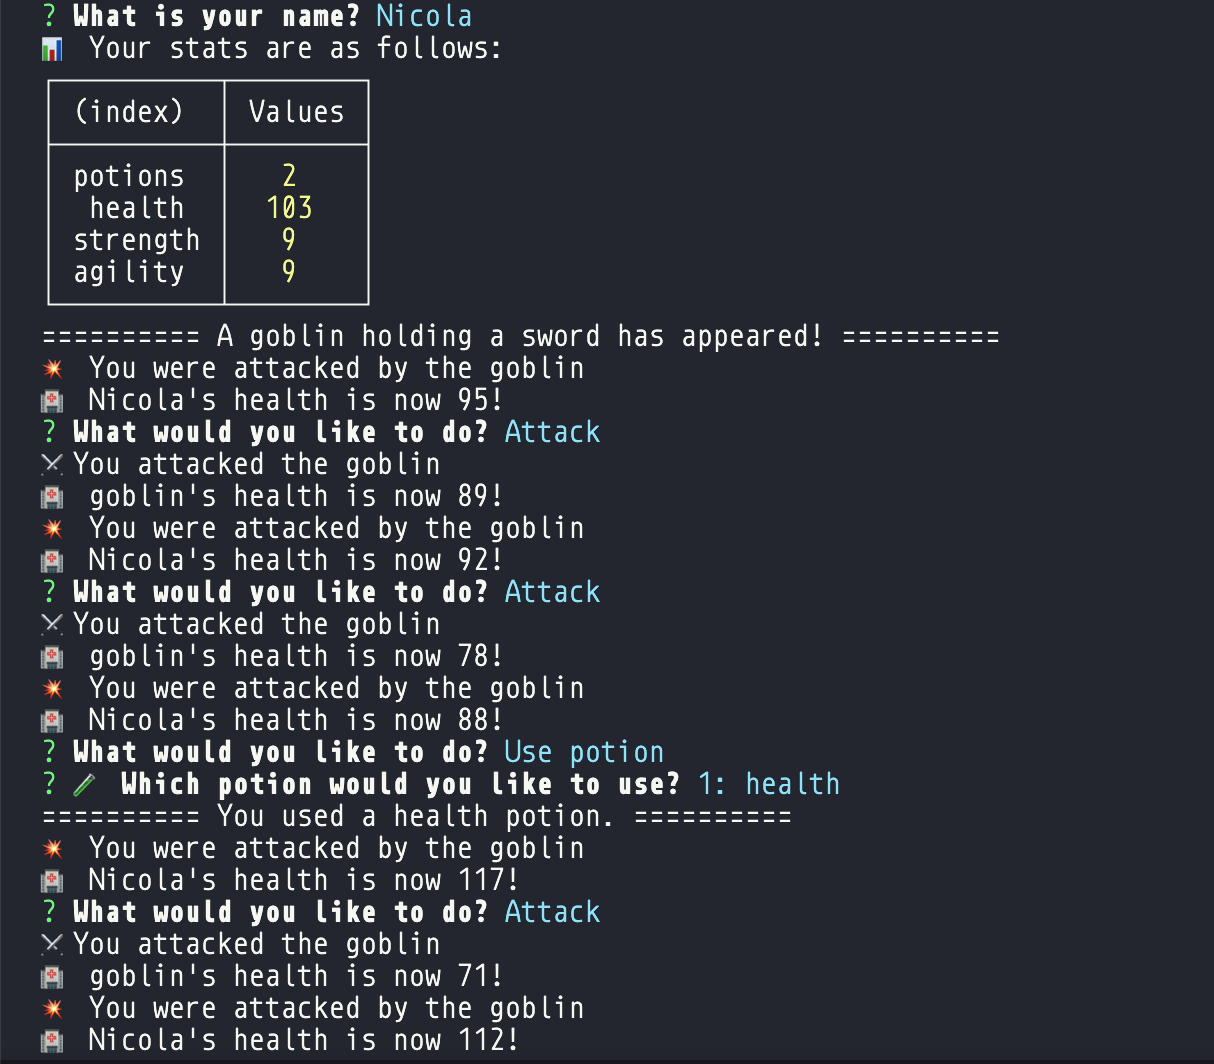 ? What is your name? Nicola
📊 Your stats are as follows:
(index) Values
potions 2
health 103
strength 9
agility 9
========== A goblin holding a sword has appeared! ==========
💥 You were attacked by the goblin
🏥 Nicola's health is now 95!
? What would you like to do? Attack
⚔ You attacked the goblin
🏥 goblin's health is now 89!
💥 You were attacked by the goblin
🏥 Nicola's health is now 92!
? What would you like to do? Attack
⚔ You attacked the goblin
🏥 goblin's health is now 78!
💥 You were attacked by the goblin
🏥 Nicola's health is now 88!
? What would you like to do? Use potion
? 🧪 Which potion would you like to use? 1: health
========== You used a health potion. ==========
💥 You were attacked by the goblin
🏥 Nicola's health is now 117!
? What would you like to do? Attack
⚔ You attacked the goblin
🏥 goblin's health is now 71!
💥 You were attacked by the goblin
🏥 Nicola's health is now 112!